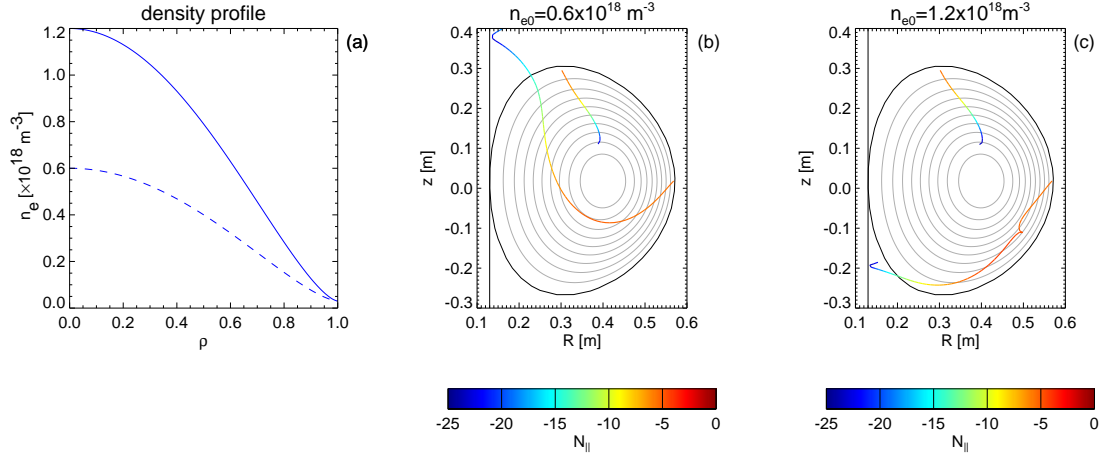 density profile
(a)
n_e [×10^18 m^-3]
1.2
1.0
0.8
0.6
0.4
0.2
0.0
0.0 0.2 0.4 0.6 0.8 1.0
ρ
n_e0=0.6x10^18 m^-3
(b)
z [m]
0.4
0.3
0.2
0.1
0.0
-0.1
-0.2
-0.3
0.1 0.2 0.3 0.4 0.5 0.6
R [m]
-25 -20 -15 -10 -5 0
N_||
n_e0=1.2x10^18m^-3
(c)
z [m]
0.4
0.3
0.2
0.1
0.0
-0.1
-0.2
-0.3
0.1 0.2 0.3 0.4 0.5 0.6
R [m]
-25 -20 -15 -10 -5 0
N_||